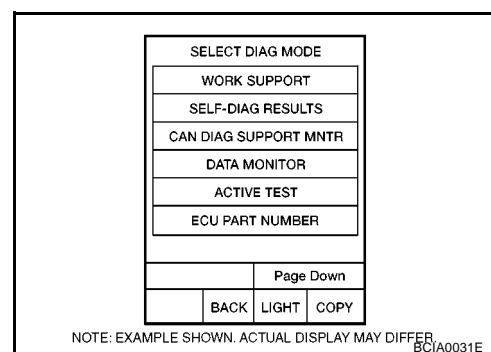 SELECT DIAG MODE
WORK SUPPORT
SELF-DIAG RESULTS
CAN DIAG SUPPORT MNTR
DATA MONITOR
ACTIVE TEST
ECU PART NUMBER
Page Down
BACK LIGHT COPY
NOTE: EXAMPLE SHOWN. ACTUAL DISPLAY MAY DIFFER.
BCIA0031E